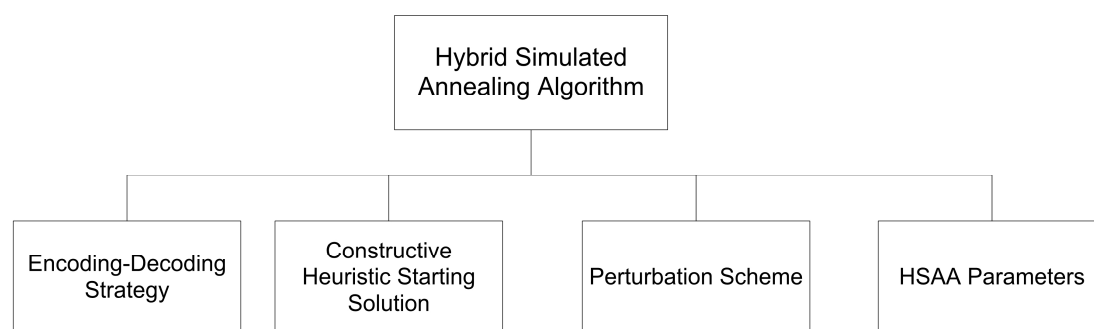 Hybrid Simulated
Annealing Algorithm
Encoding-Decoding
Strategy
Constructive
Heuristic Starting
Solution
Perturbation Scheme
HSAA Parameters